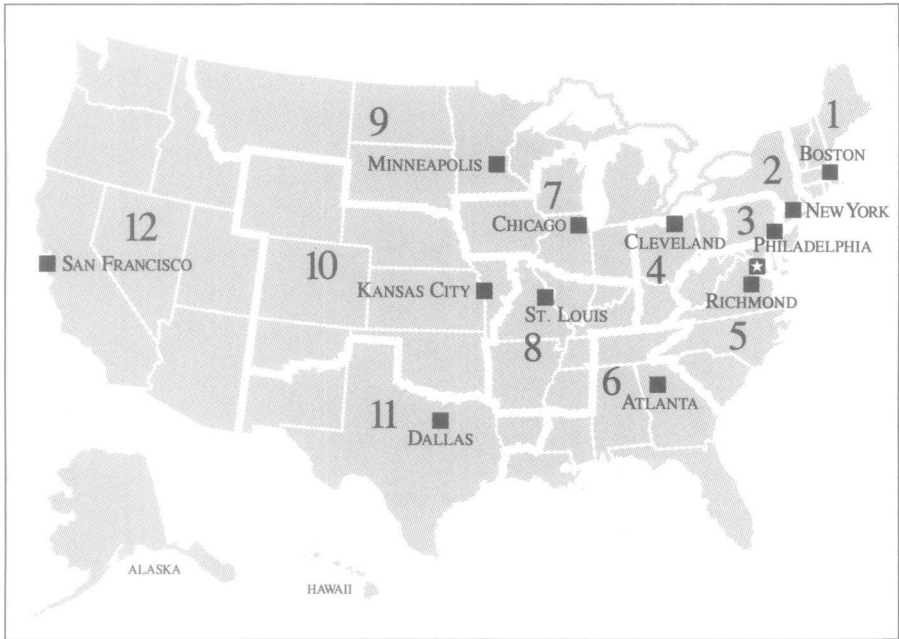 1
BOSTON
2
NEW YORK
3
PHILADELPHIA
CLEVELAND
4
RICHMOND
5
6
ATLANTA
7
CHICAGO
ST. LOUIS
8
9
MINNEAPOLIS
10
KANSAS CITY
11
DALLAS
12
SAN FRANCISCO
ALASKA
HAWAII